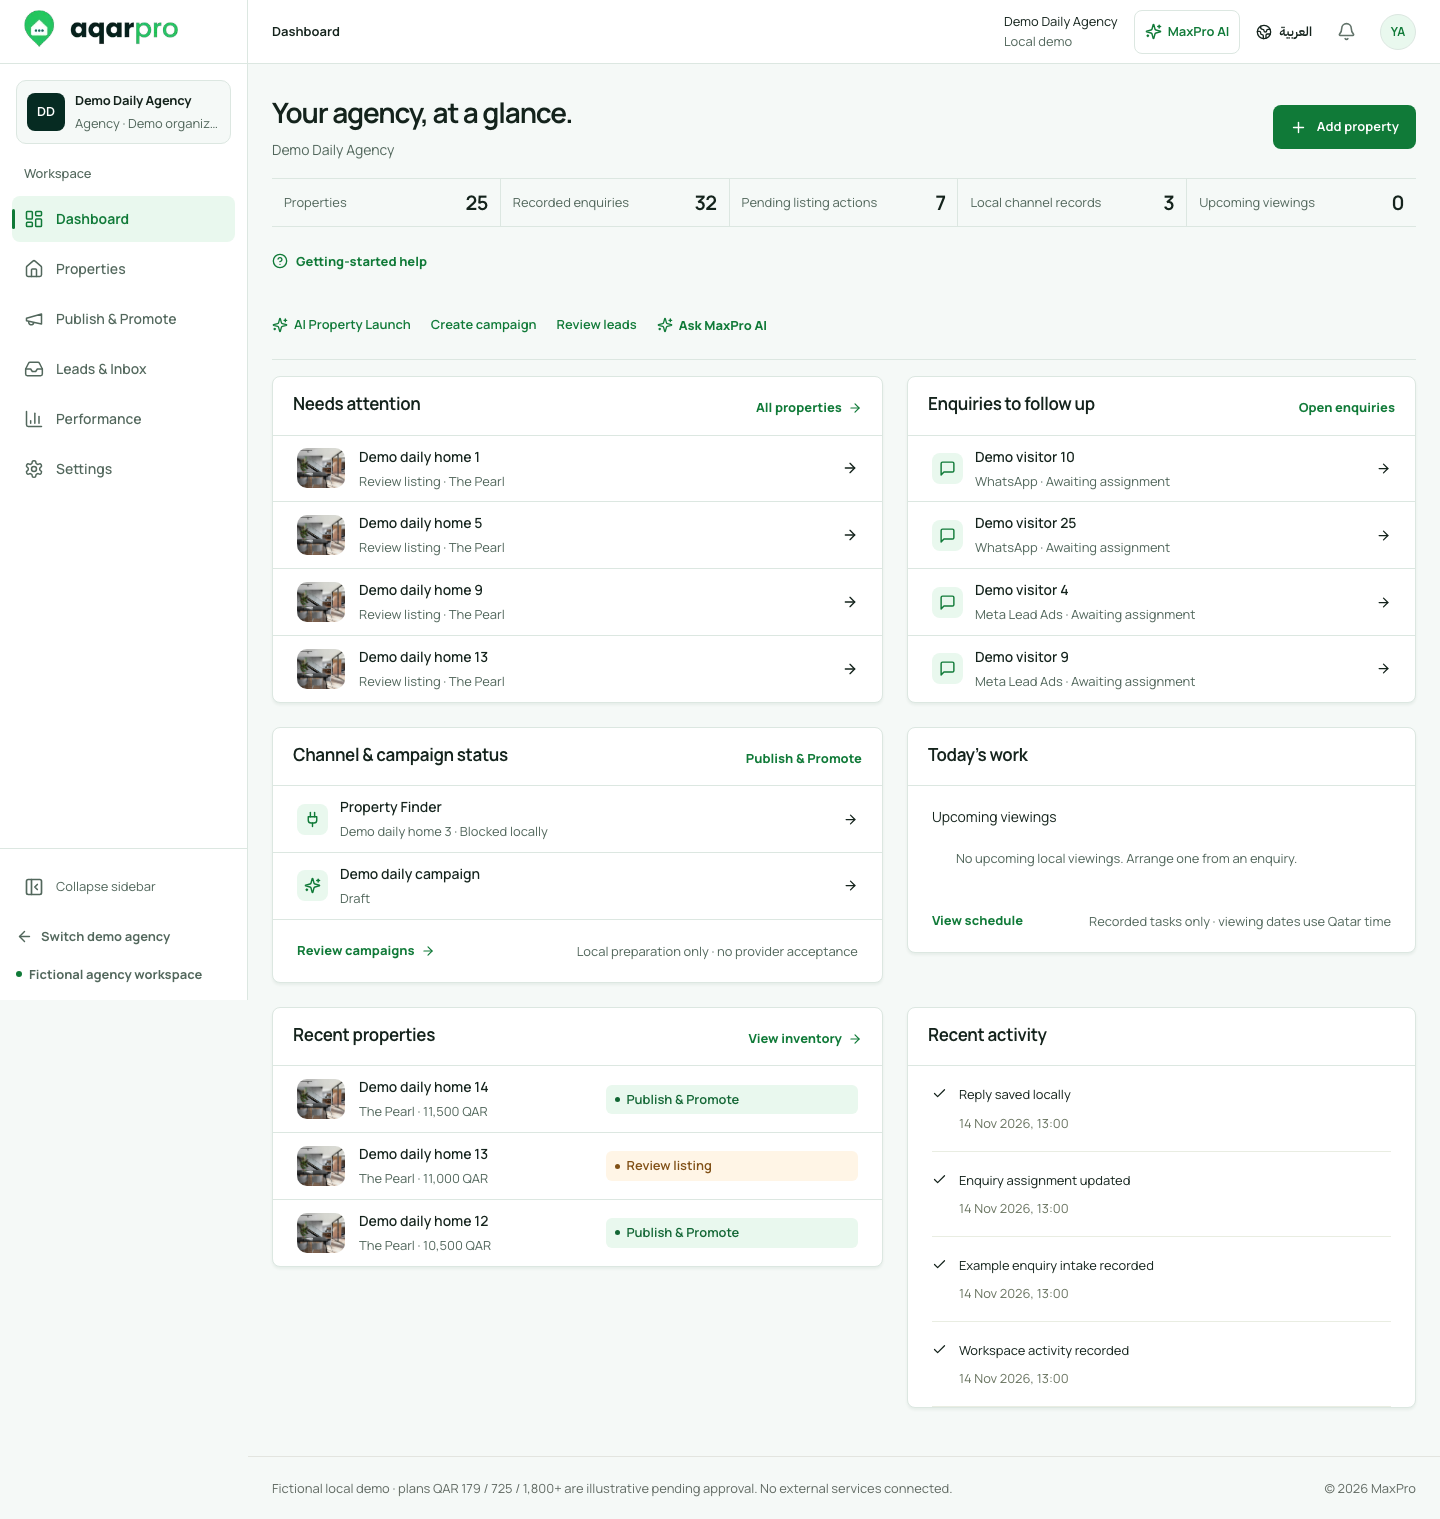 aqarpro
Dashboard
Demo Daily Agency
Local demo
MaxPro AI
العربية
YA
DD
Demo Daily Agency
Agency · Demo organiz...
Workspace
Dashboard
Properties
Publish & Promote
Leads & Inbox
Performance
Settings
Collapse sidebar
Switch demo agency
Fictional agency workspace
Your agency, at a glance.
Demo Daily Agency
Add property
Properties 25
Recorded enquiries 32
Pending listing actions 7
Local channel records 3
Upcoming viewings 0
Getting-started help
AI Property Launch
Create campaign
Review leads
Ask MaxPro AI
Needs attention
All properties
Demo daily home 1
Review listing · The Pearl
Demo daily home 5
Review listing · The Pearl
Demo daily home 9
Review listing · The Pearl
Demo daily home 13
Review listing · The Pearl
Enquiries to follow up
Open enquiries
Demo visitor 10
WhatsApp · Awaiting assignment
Demo visitor 25
WhatsApp · Awaiting assignment
Demo visitor 4
Meta Lead Ads · Awaiting assignment
Demo visitor 9
Meta Lead Ads · Awaiting assignment
Channel & campaign status
Publish & Promote
Property Finder
Demo daily home 3 · Blocked locally
Demo daily campaign
Draft
Review campaigns
Local preparation only · no provider acceptance
Today's work
Upcoming viewings
No upcoming local viewings. Arrange one from an enquiry.
View schedule
Recorded tasks only · viewing dates use Qatar time
Recent properties
View inventory
Demo daily home 14
The Pearl · 11,500 QAR
Publish & Promote
Demo daily home 13
The Pearl · 11,000 QAR
Review listing
Demo daily home 12
The Pearl · 10,500 QAR
Publish & Promote
Recent activity
Reply saved locally
14 Nov 2026, 13:00
Enquiry assignment updated
14 Nov 2026, 13:00
Example enquiry intake recorded
14 Nov 2026, 13:00
Workspace activity recorded
14 Nov 2026, 13:00
Fictional local demo · plans QAR 179 / 725 / 1,800+ are illustrative pending approval. No external services connected.
© 2026 MaxPro